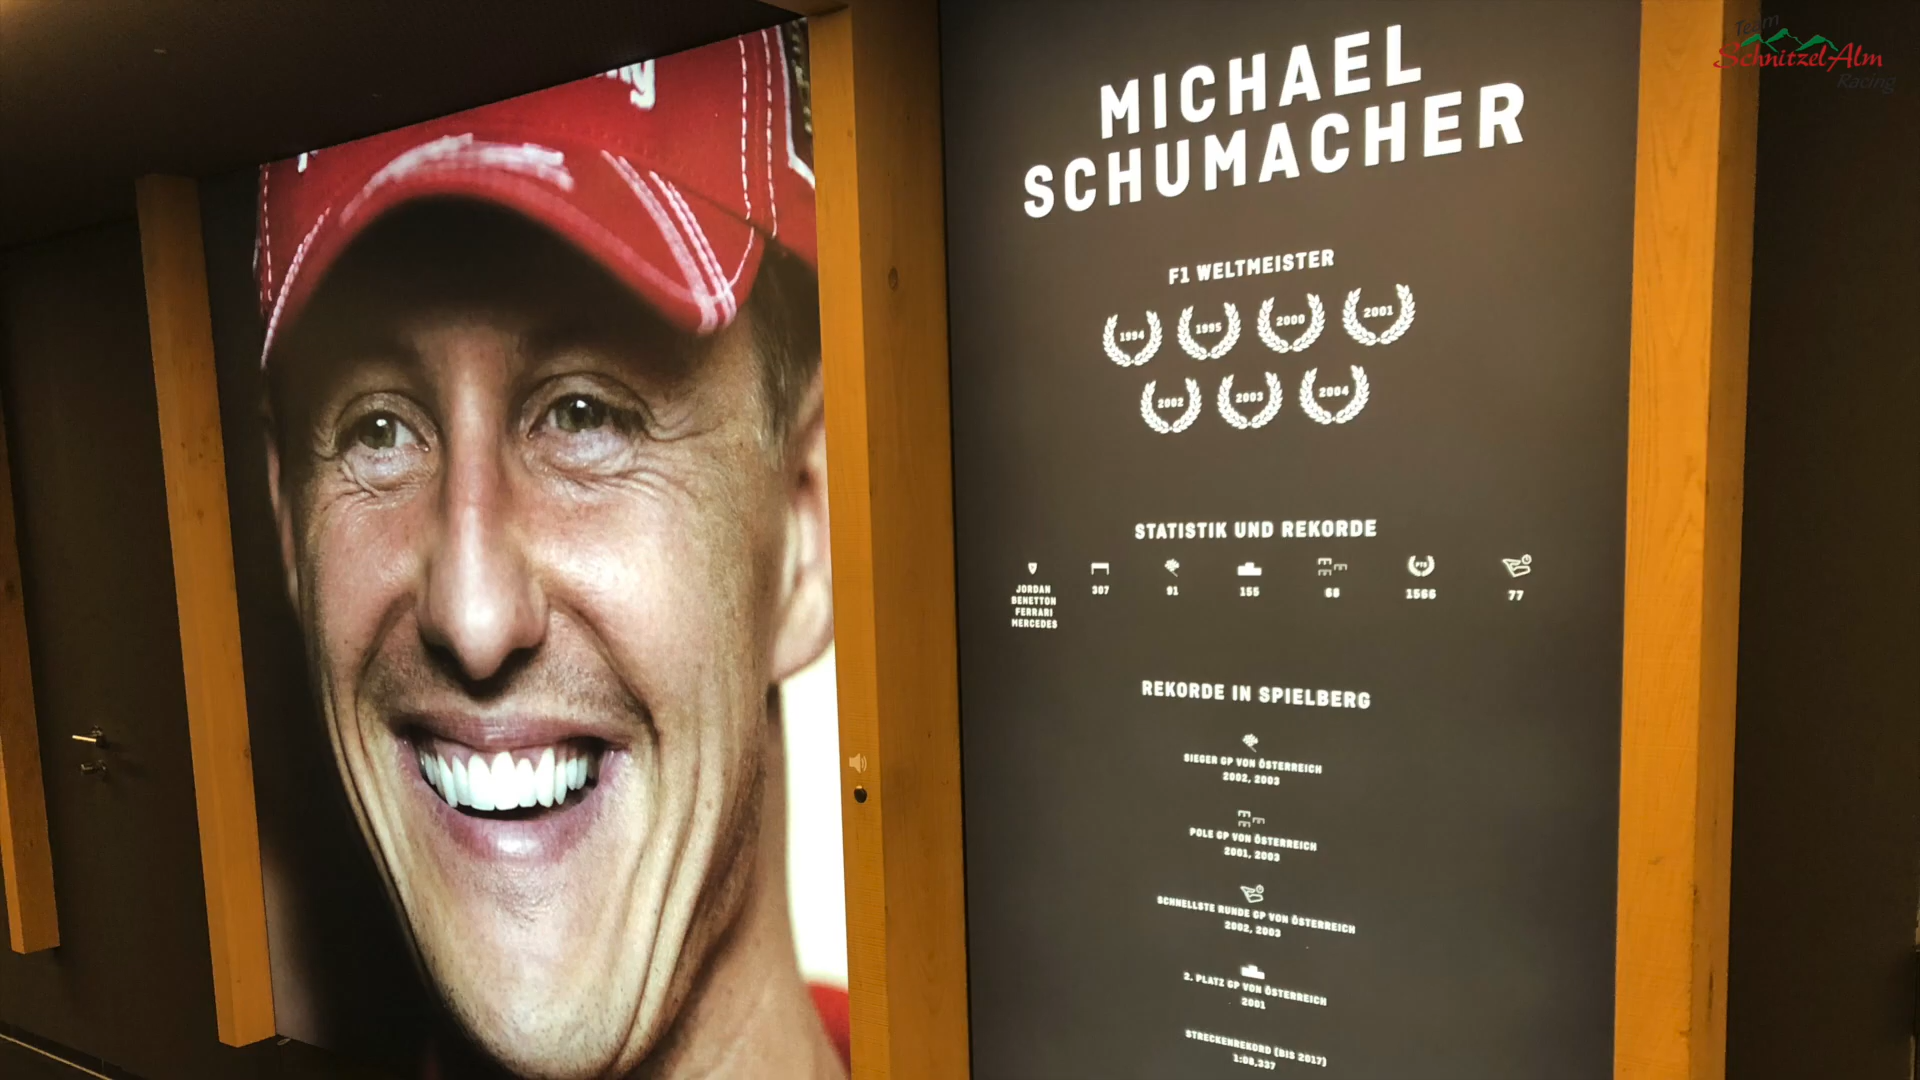 Team
SchnitzelAlm
Racing
MICHAEL
SCHUMACHER
F1 WELTMEISTER
1994 1995 2000 2001
2002 2003 2004
STATISTIK UND REKORDE
JORDAN
BENETTON
FERRARI
MERCEDES
307 91 155 68 PTS 1566 77
REKORDE IN SPIELBERG
SIEGER GP VON ÖSTERREICH
2002, 2003
POLE GP VON ÖSTERREICH
2001, 2003
SCHNELLSTE RUNDE GP VON ÖSTERREICH
2002, 2003
2. PLATZ GP VON ÖSTERREICH
2001
STRECKENREKORD (BIS 2017)
1:08,337